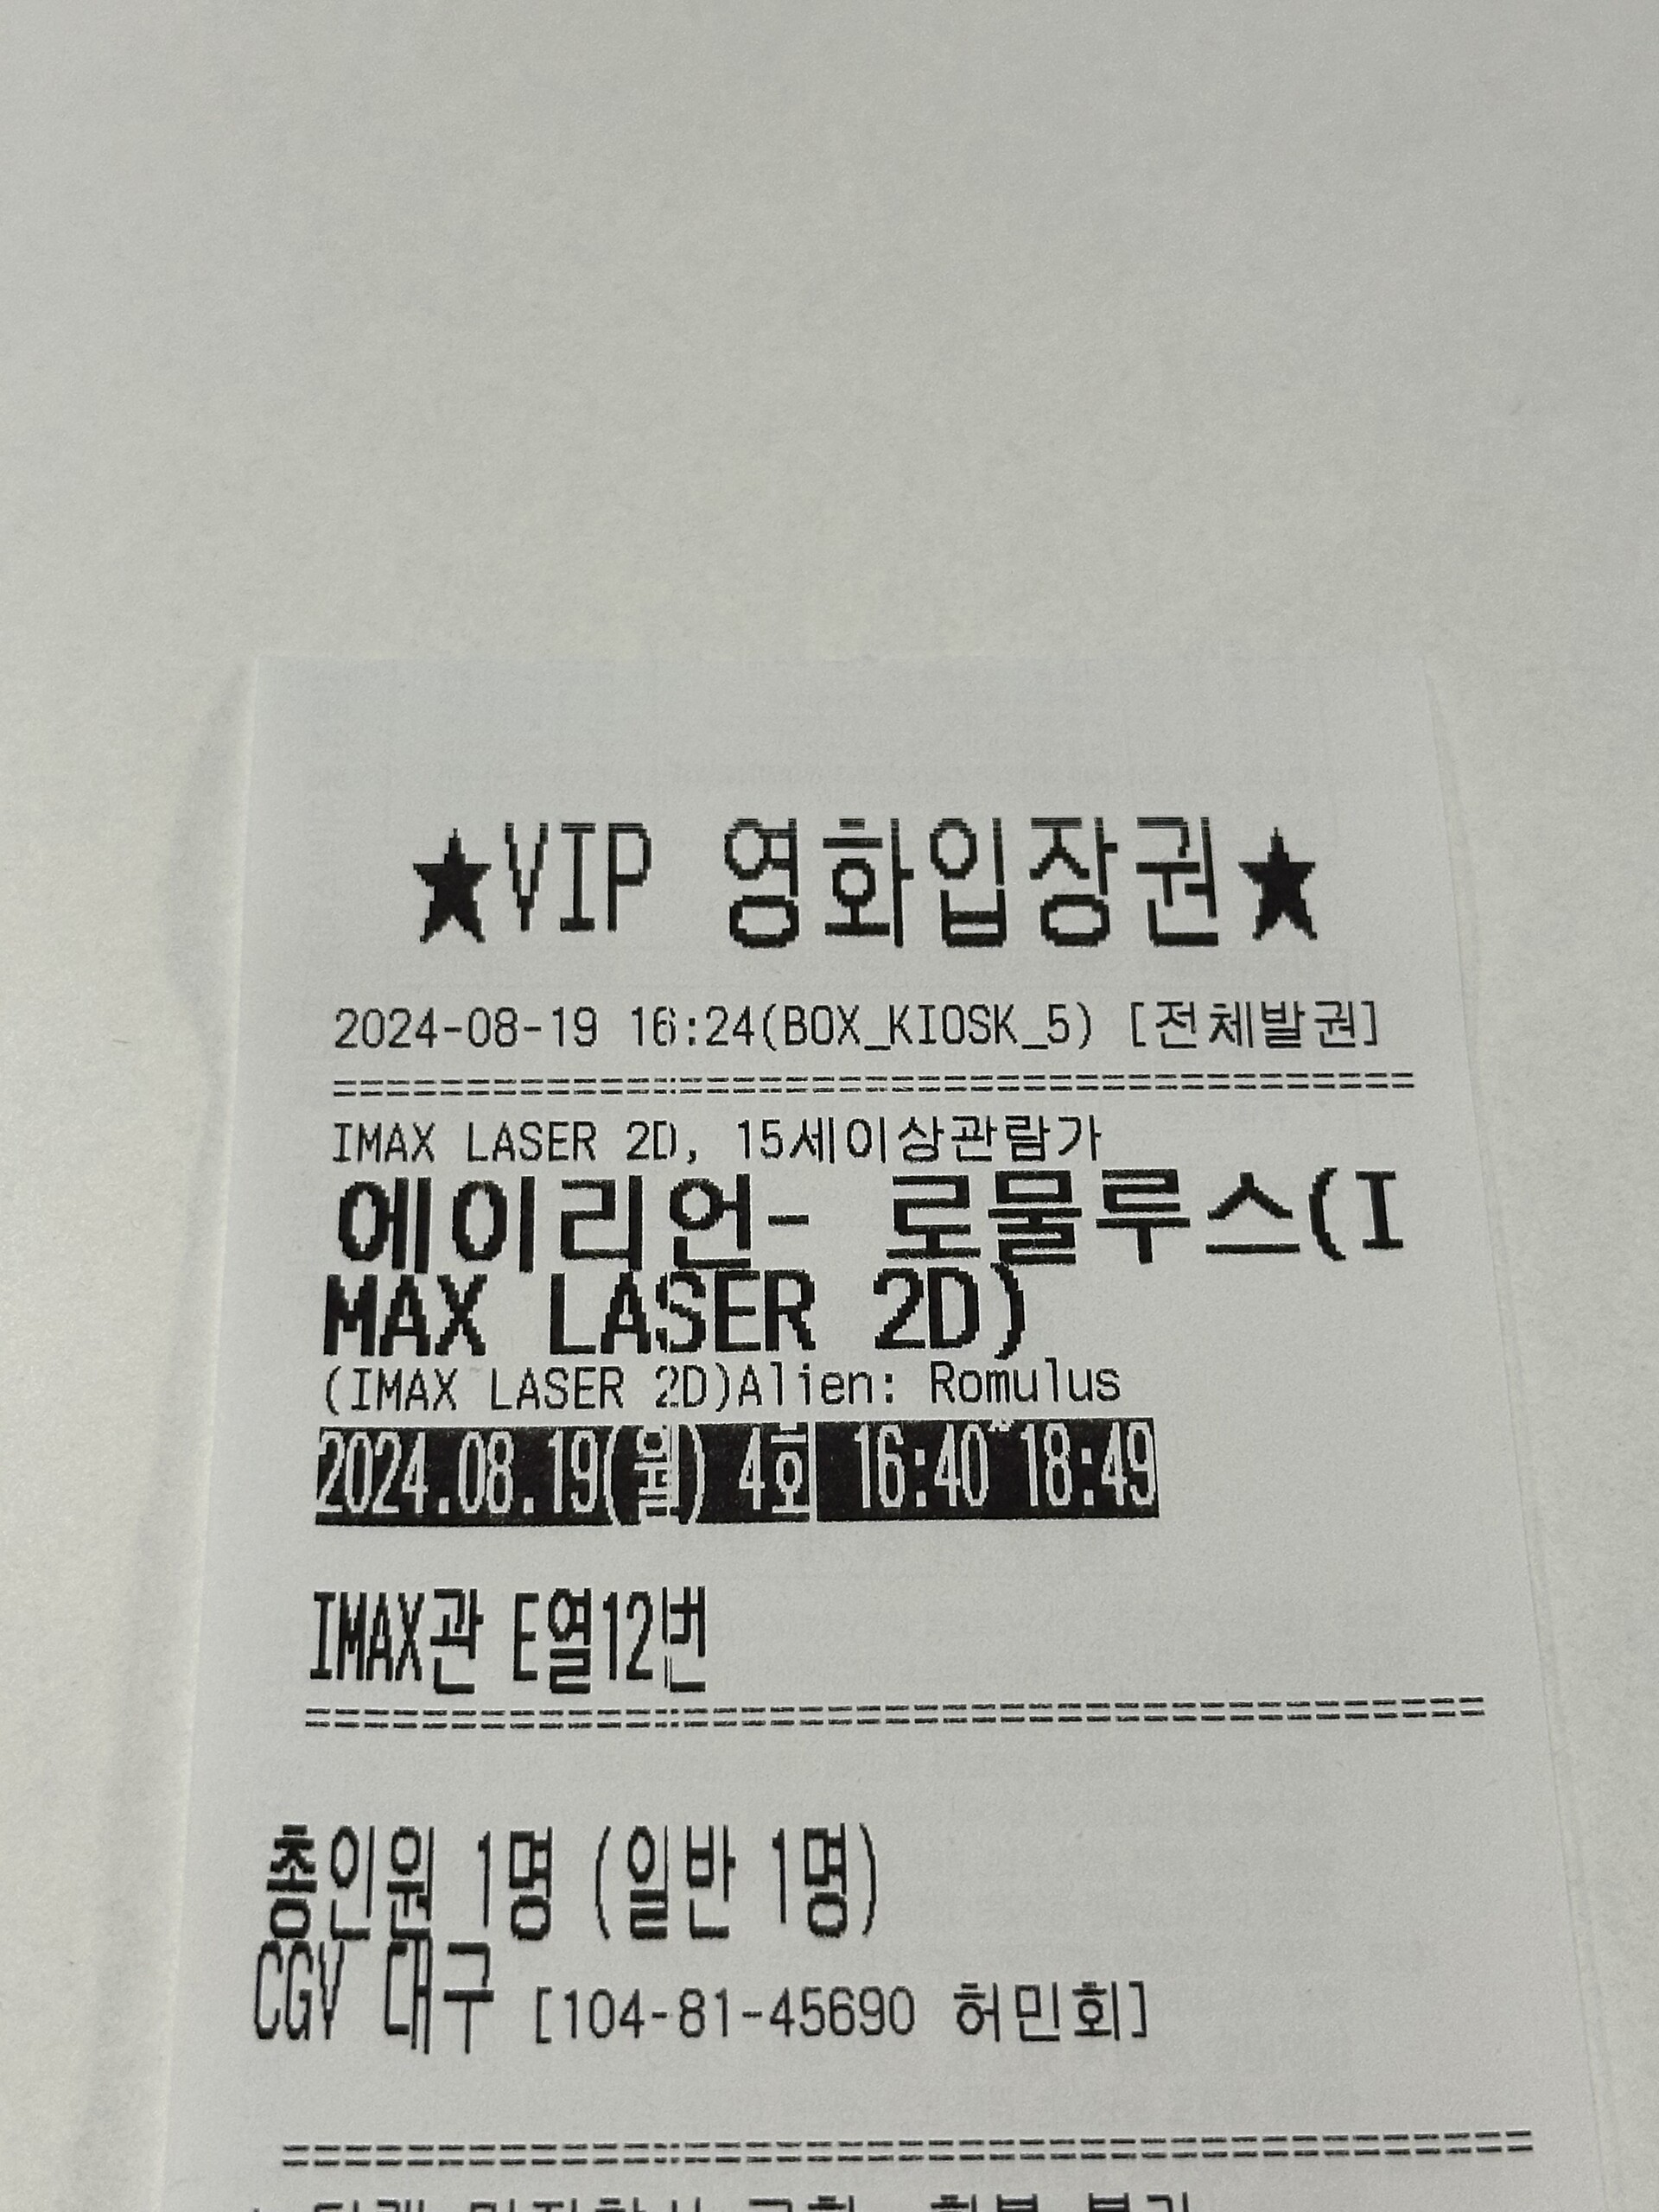 ★VIP 영화입장권★
2024-08-19 16:24(BOX_KIOSK_5) [전체발권]
=========================================
IMAX LASER 2D, 15세이상관람가
에이리언- 로물루스(I
MAX LASER 2D)
(IMAX LASER 2D)Alien: Romulus
2024.08.19(월) 4회 16:40~18:49
IMAX관 E열12번
=========================================
총인원 1명 (일반 1명)
CGV 대구 [104-81-45690 허민회]
=========================================